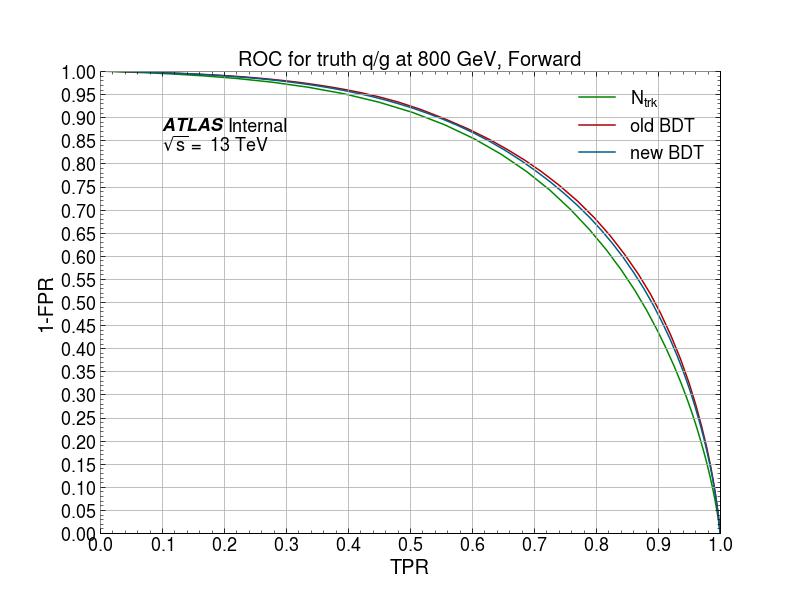 ROC for truth q/g at 800 GeV, Forward
1.00
0.95
0.90
0.85
0.80
0.75
0.70
0.65
0.60
0.55
0.50
0.45
0.40
0.35
0.30
0.25
0.20
0.15
0.10
0.05
0.00
1-FPR
ATLAS Internal
√s = 13 TeV
N_trk
old BDT
new BDT
0.0 0.1 0.2 0.3 0.4 0.5 0.6 0.7 0.8 0.9 1.0
TPR